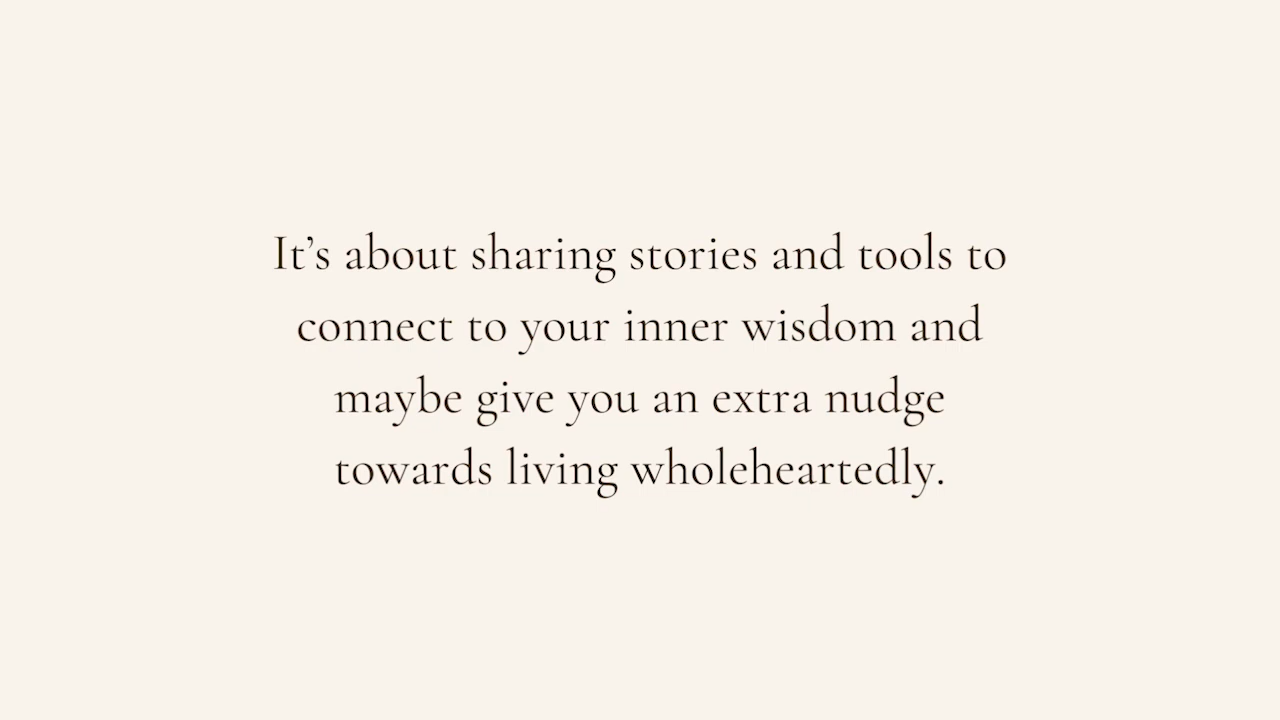 It’s about sharing stories and tools to
connect to your inner wisdom and
maybe give you an extra nudge
towards living wholeheartedly.